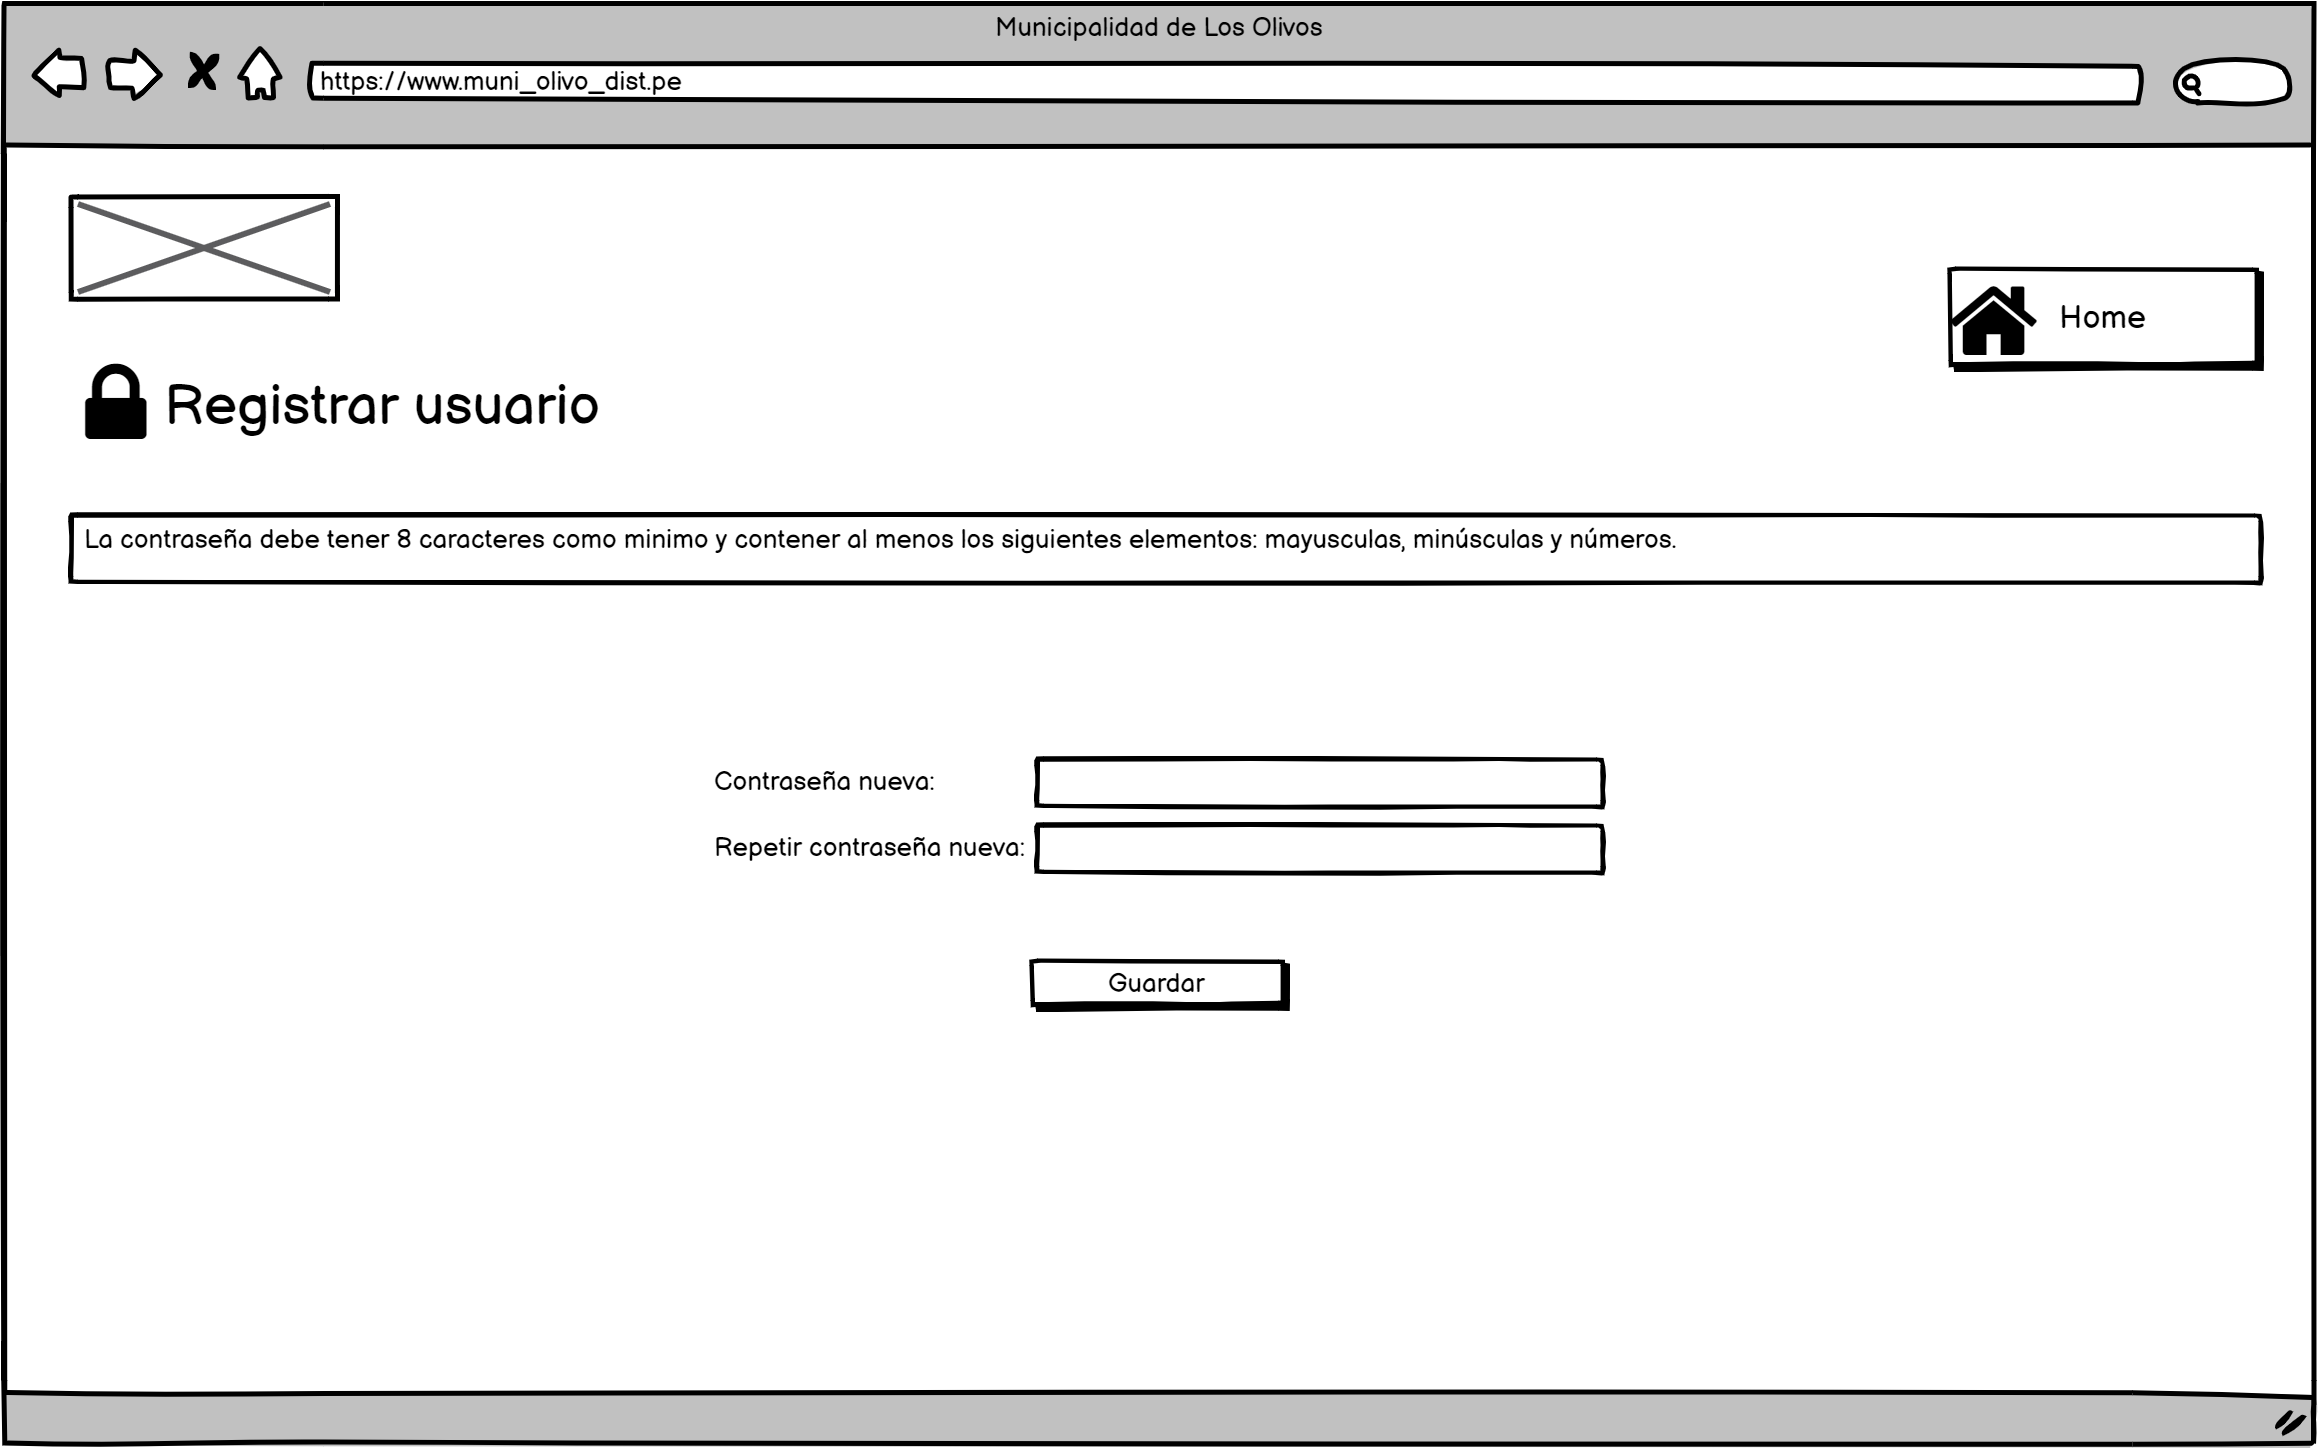 Municipalidad de Los Olivos
https://www.muni_olivo_dist.pe
Home
Registrar usuario
La contraseña debe tener 8 caracteres como minimo y contener al menos los siguientes elementos: mayusculas, minúsculas y números.
Contraseña nueva:
Repetir contraseña nueva:
Guardar